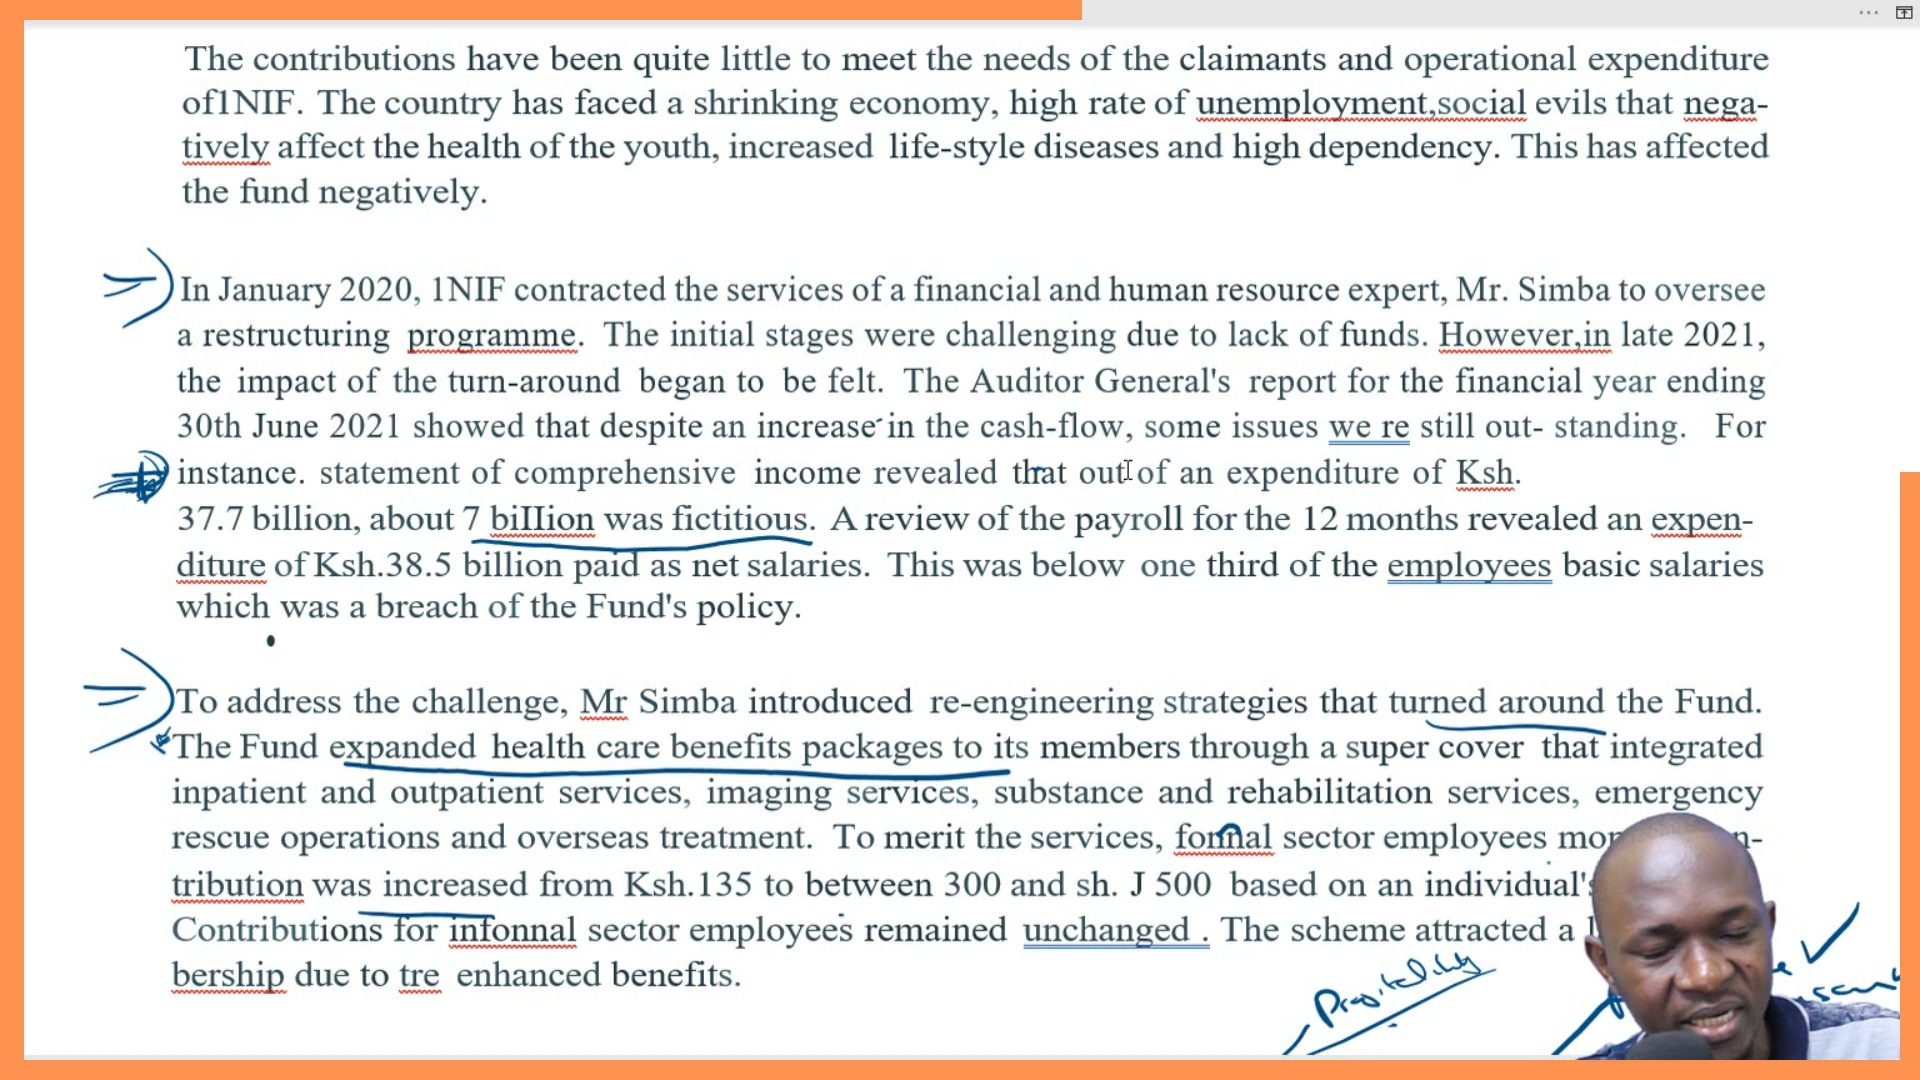 The contributions have been quite little to meet the needs of the claimants and operational expenditure
of1NIF. The country has faced a shrinking economy, high rate of unemployment,social evils that nega-
tively affect the health of the youth, increased life-style diseases and high dependency. This has affected
the fund negatively.
In January 2020, 1NIF contracted the services of a financial and human resource expert, Mr. Simba to oversee
a restructuring programme. The initial stages were challenging due to lack of funds. However,in late 2021,
the impact of the turn-around began to be felt. The Auditor General's report for the financial year ending
30th June 2021 showed that despite an increase in the cash-flow, some issues we re still out- standing. For
instance. statement of comprehensive income revealed that out of an expenditure of Ksh.
37.7 billion, about 7 biIIion was fictitious. A review of the payroll for the 12 months revealed an expen-
diture of Ksh.38.5 billion paid as net salaries. This was below one third of the employees basic salaries
which was a breach of the Fund's policy.
To address the challenge, Mr Simba introduced re-engineering strategies that turned around the Fund.
The Fund expanded health care benefits packages to its members through a super cover that integrated
inpatient and outpatient services, imaging services, substance and rehabilitation services, emergency
rescue operations and overseas treatment. To merit the services, fonnal sector employees
tribution was increased from Ksh.135 to between 300 and sh. J 500 based on an individual's
Contributions for infonnal sector employees remained unchanged . The scheme attracted a
bership due to tre enhanced benefits.